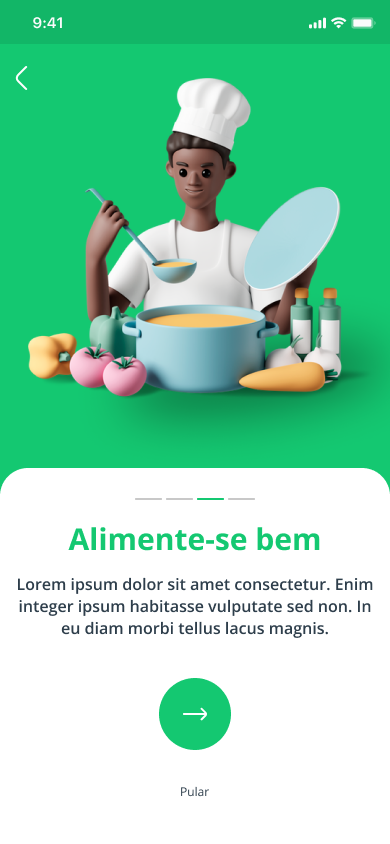 9:41
Alimente-se bem
Lorem ipsum dolor sit amet consectetur. Enim
integer ipsum habitasse vulputate sed non. In
eu diam morbi tellus lacus magnis.
Pular